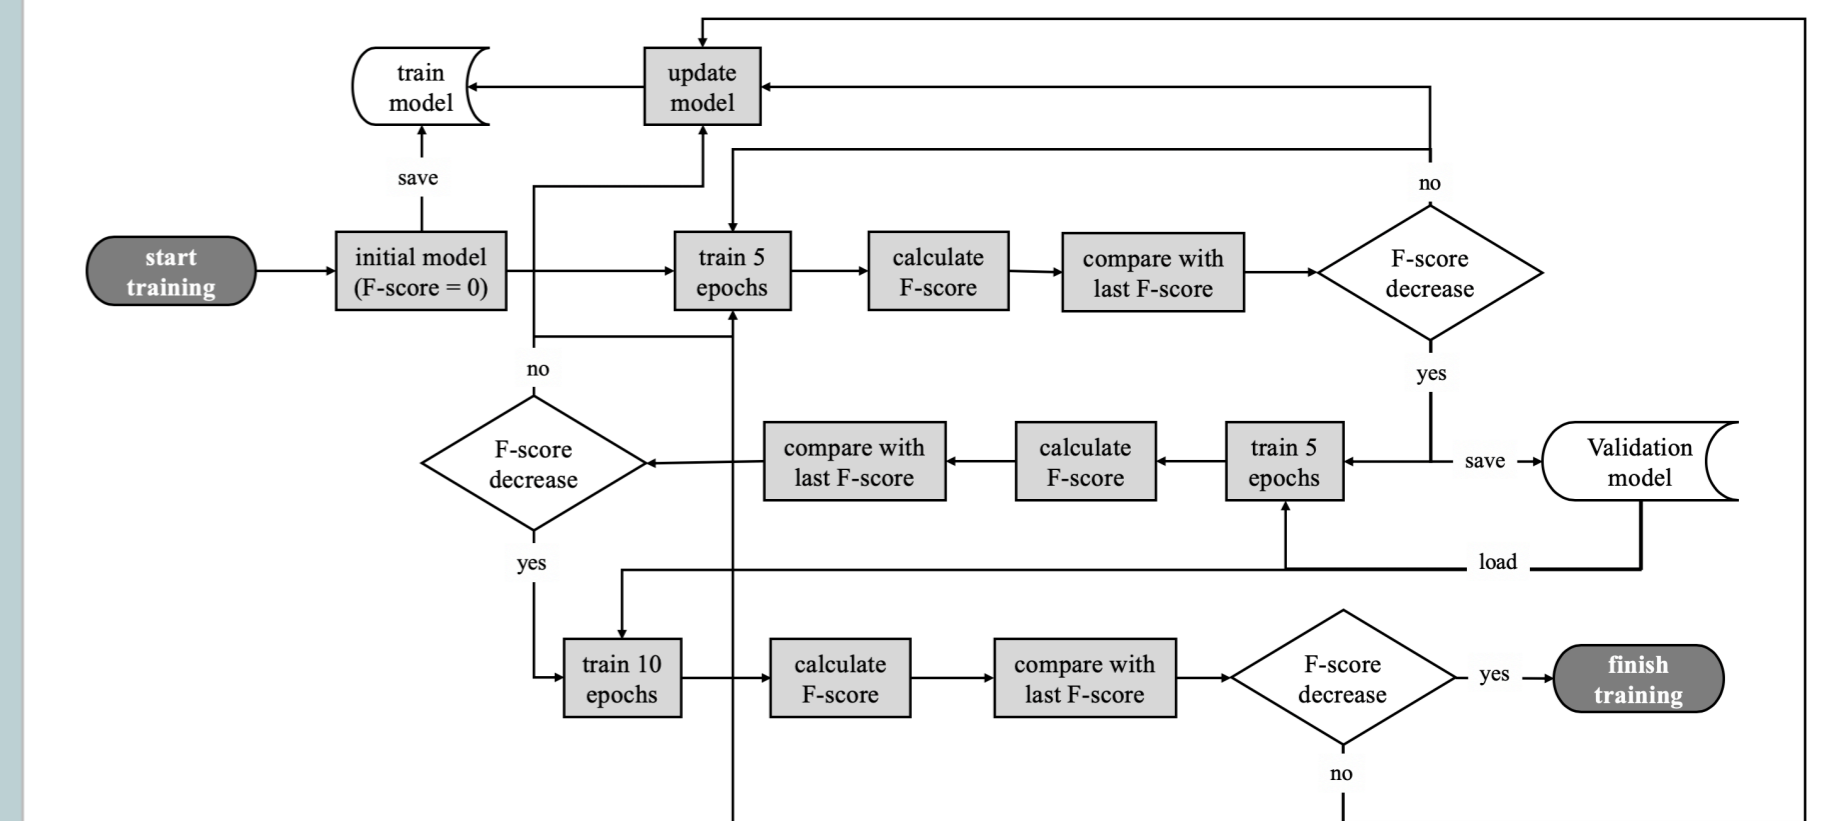 train
model
update
model
save
no
start
training
initial model
(F-score = 0)
train 5
epochs
calculate
F-score
compare with
last F-score
F-score
decrease
no
yes
F-score
decrease
compare with
last F-score
calculate
F-score
train 5
epochs
save
Validation
model
yes
load
train 10
epochs
calculate
F-score
compare with
last F-score
F-score
decrease
yes
finish
training
no